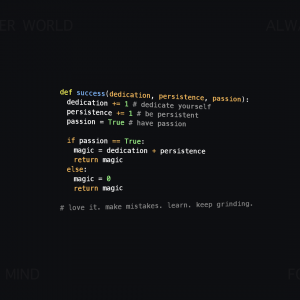 ER WORLD
ALW
def success(dedication, persistence, passion):
dedication += 1 # dedicate yourself
persistence += 1 # be persistent
passion = True # have passion
if passion == True:
magic = dedication + persistence
return magic
else:
magic = 0
return magic
# love it. make mistakes. learn. keep grinding.
MIND